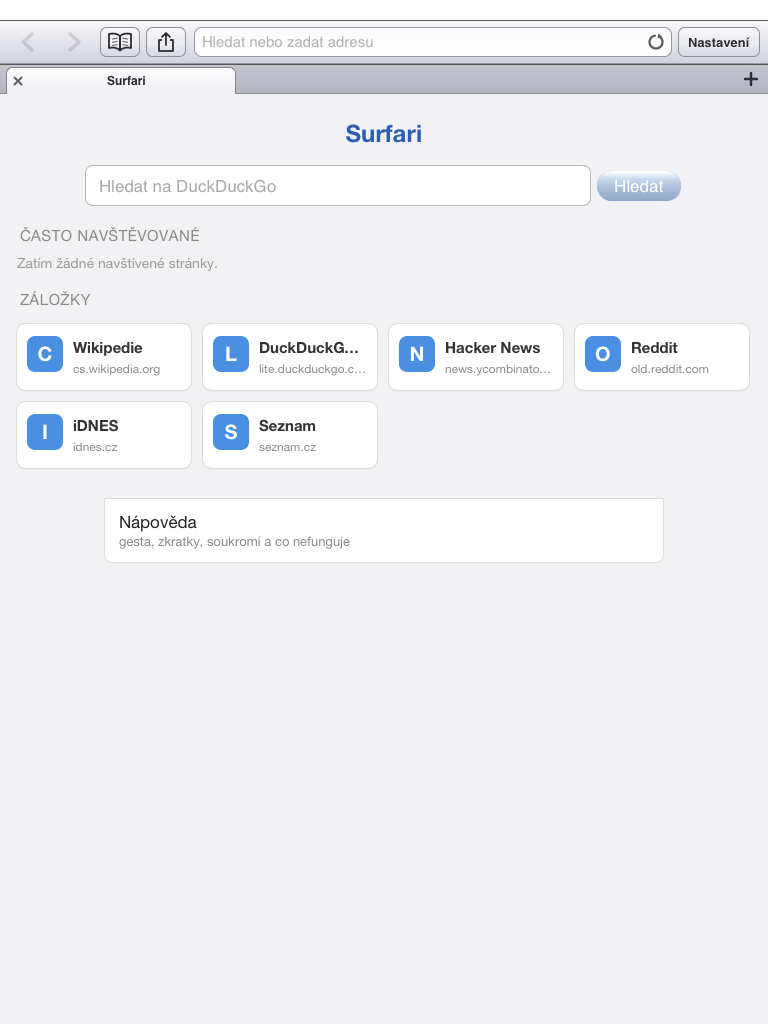 Hledat nebo zadat adresu
Nastavení
Surfari
Surfari
Hledat na DuckDuckGo
Hledat
ČASTO NAVŠTĚVOVANÉ
Zatím žádné navštívené stránky.
ZÁLOŽKY
C
Wikipedie
cs.wikipedia.org
L
DuckDuckG...
lite.duckduckgo.c...
N
Hacker News
news.ycombinato...
O
Reddit
old.reddit.com
I
iDNES
idnes.cz
S
Seznam
seznam.cz
Nápověda
gesta, zkratky, soukromí a co nefunguje